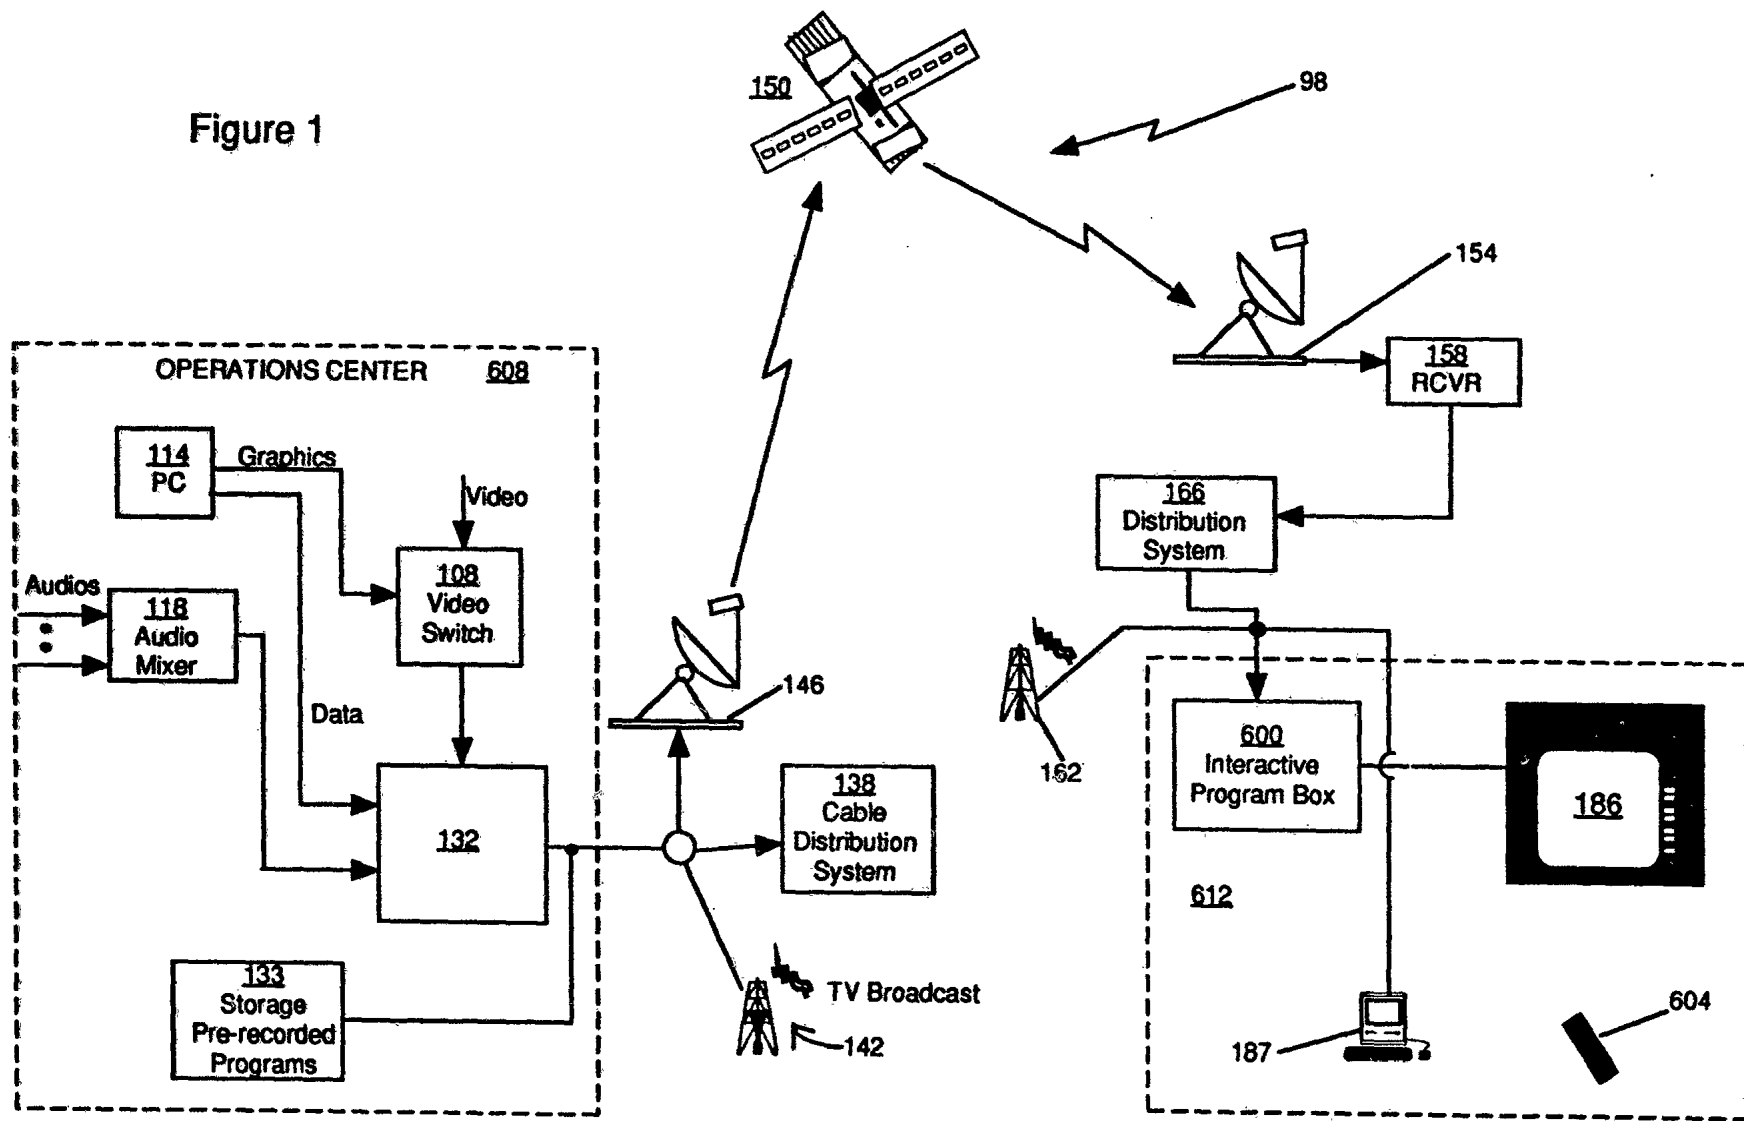 Figure 1
150
98
154
OPERATIONS CENTER 608
158
RCVR
114
PC
Graphics
Video
166
Distribution
System
108
Video
Switch
Audios
118
Audio
Mixer
Data
146
162
600
Interactive
Program Box
186
132
138
Cable
Distribution
System
612
133
Storage
Pre-recorded
Programs
TV Broadcast
142
187
604